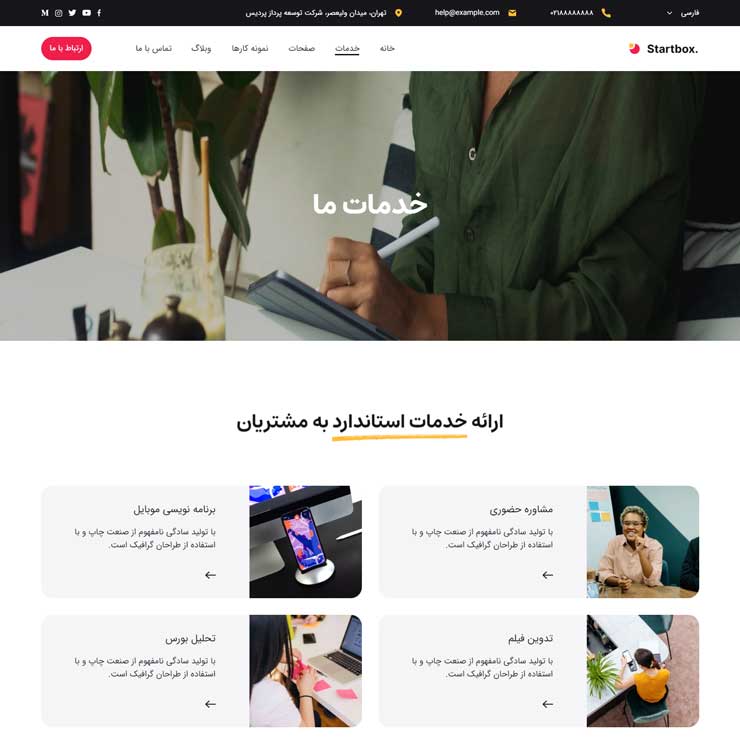 فارسی
۰۲۱۸۸۸۸۸۸۸
help@example.com
تهران، میدان ولیعصر، شرکت توسعه پرداز پردیس
Startbox.
خانه
خدمات
صفحات
نمونه کارها
وبلاگ
تماس با ما
ارتباط با ما
خدمات ما
ارائه خدمات استاندارد به مشتریان
مشاوره حضوری
با تولید سادگی نامفهوم از صنعت چاپ و با
استفاده از طراحان گرافیک است.
برنامه نویسی موبایل
با تولید سادگی نامفهوم از صنعت چاپ و با
استفاده از طراحان گرافیک است.
تدوین فیلم
با تولید سادگی نامفهوم از صنعت چاپ و با
استفاده از طراحان گرافیک است.
تحلیل بورس
با تولید سادگی نامفهوم از صنعت چاپ و با
استفاده از طراحان گرافیک است.